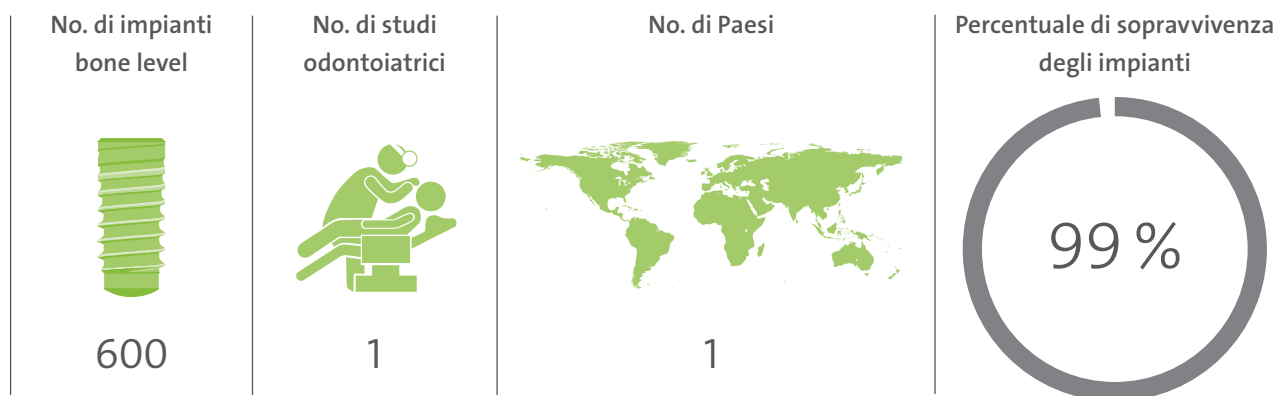 No. di impianti
bone level
600
No. di studi
odontoiatrici
1
No. di Paesi
1
Percentuale di sopravvivenza
degli impianti
99 %